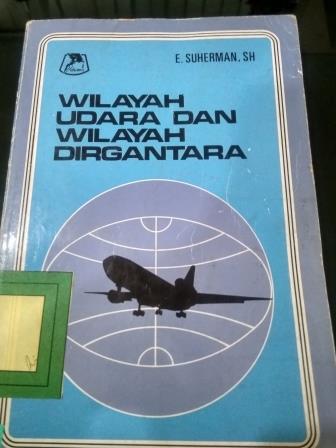 E. SUHERMAN, SH
WILAYAH
UDARA DAN
WILAYAH
DIRGANTARA